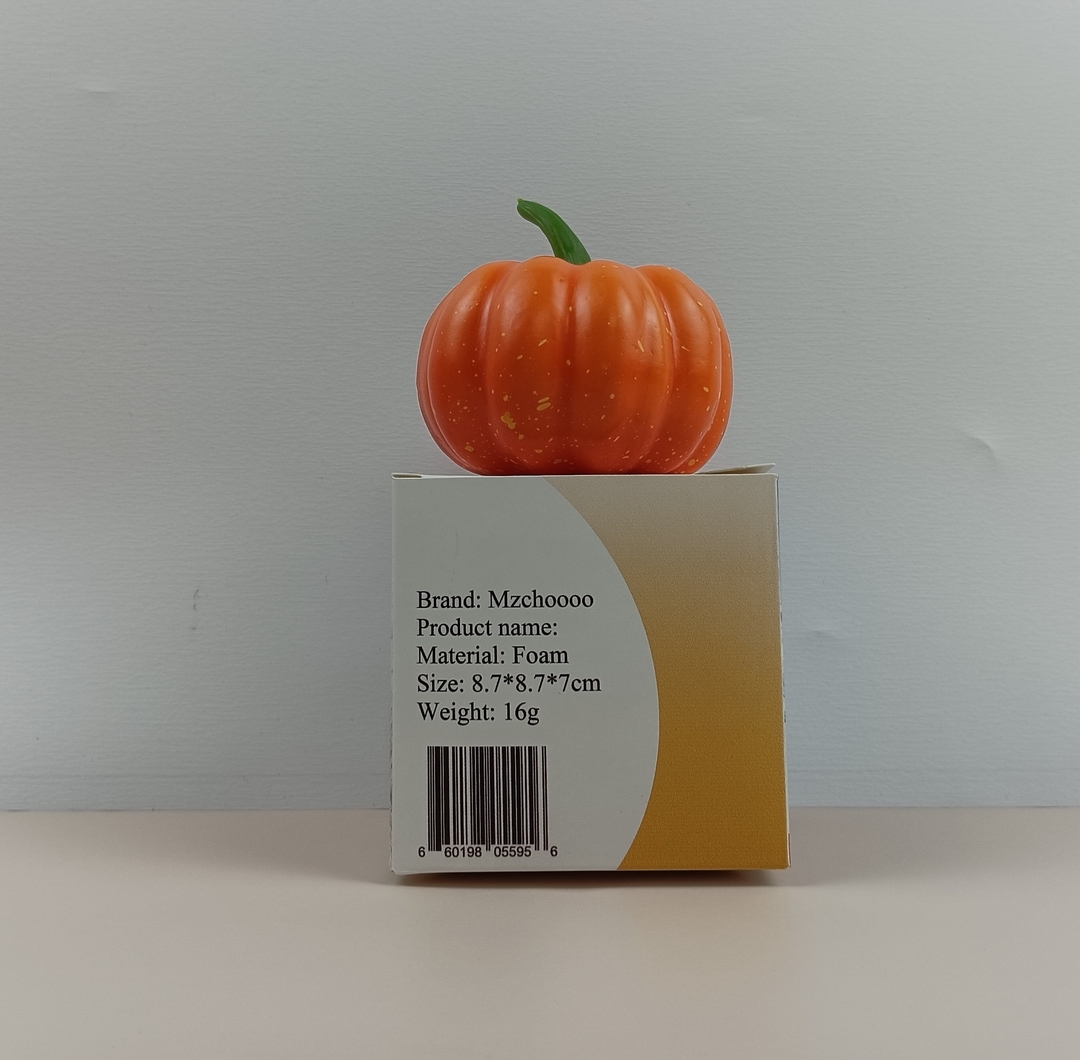 Brand: Mzchoooo
Product name:
Material: Foam
Size: 8.7*8.7*7cm
Weight: 16g
6 60198 05595 6